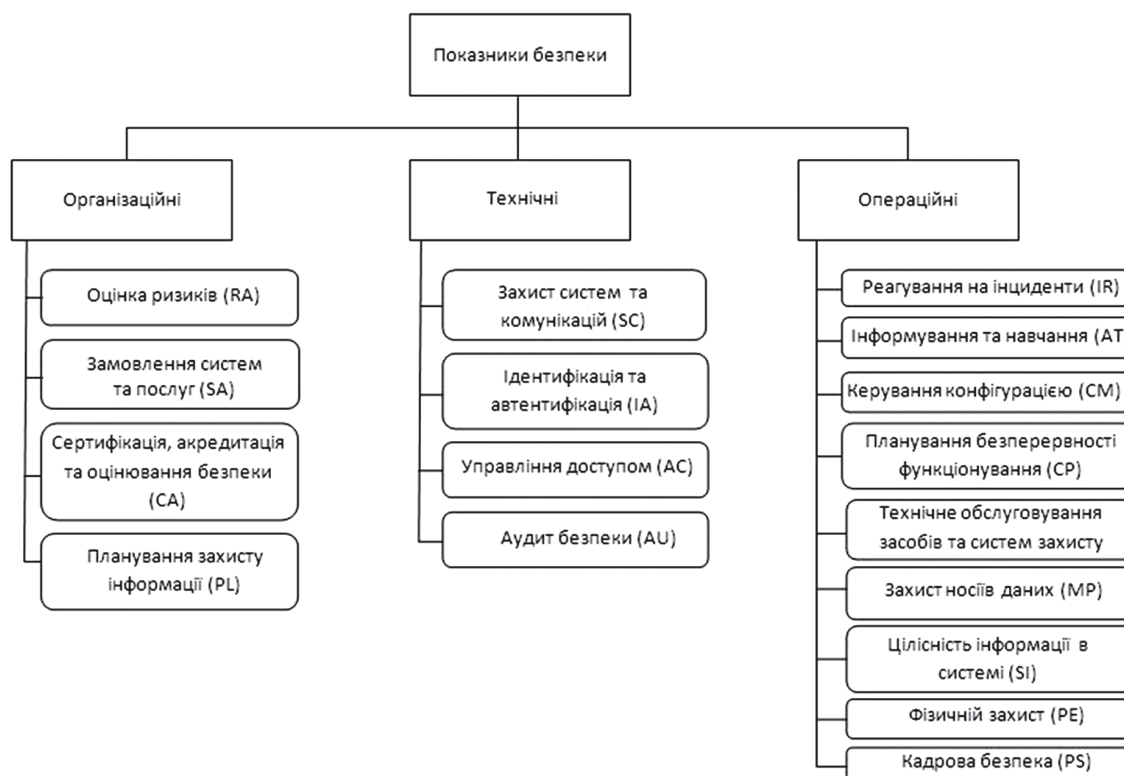 Показники безпеки
Організаційні
Оцінка ризиків (RA)
Замовлення систем
та послуг (SA)
Сертифікація, акредитація
та оцінювання безпеки
(CA)
Планування захисту
інформації (PL)
Технічні
Захист систем та
комунікацій (SC)
Ідентифікація та
автентифікація (IA)
Управління доступом (AC)
Аудит безпеки (AU)
Операційні
Реагування на інциденти (IR)
Інформування та навчання (AT
Керування конфігурацією (CM)
Планування безперервності
функціонування (CP)
Технічне обслуговування
засобів та систем захисту
Захист носіїв даних (MP)
Цілісність інформації в
системі (SI)
Фізичній захист (PE)
Кадрова безпека (PS)